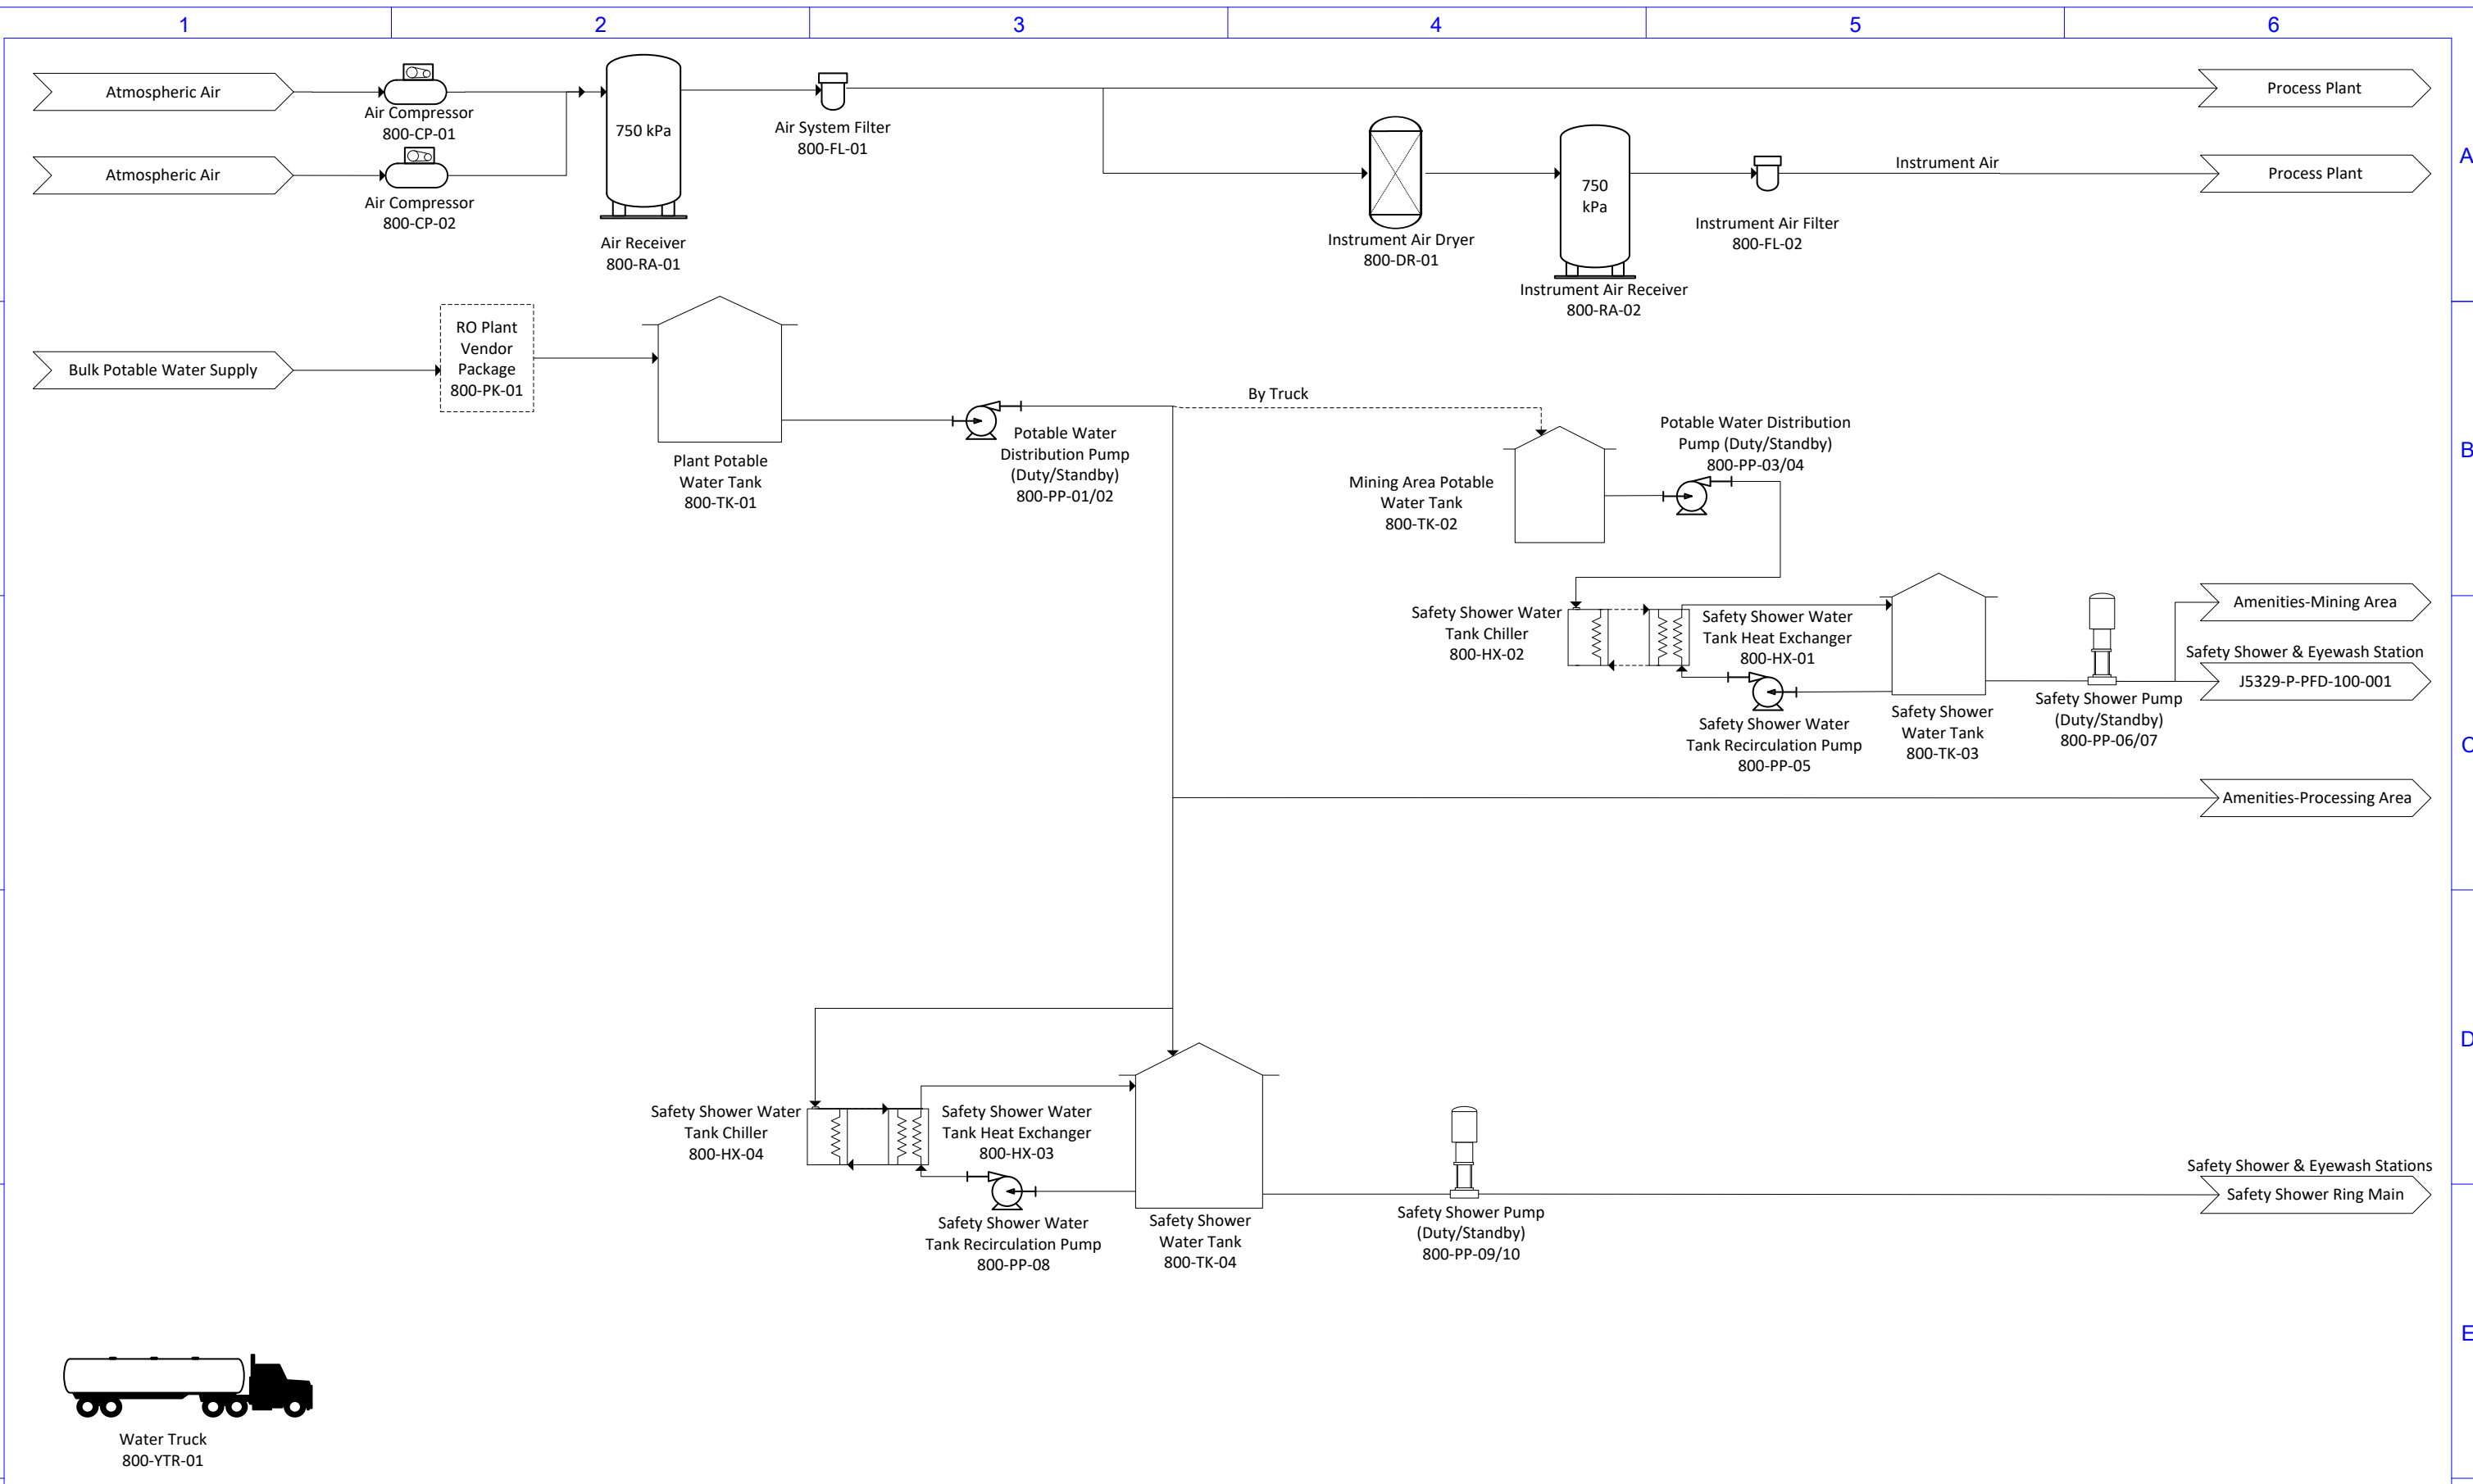 1
2
3
4
5
6
Atmospheric Air
Air Compressor
800-CP-01
Atmospheric Air
Air Compressor
800-CP-02
750 kPa
Air Receiver
800-RA-01
Air System Filter
800-FL-01
Instrument Air Dryer
800-DR-01
750
kPa
Instrument Air Receiver
800-RA-02
Instrument Air Filter
800-FL-02
Instrument Air
Process Plant
Process Plant
A
Bulk Potable Water Supply
RO Plant
Vendor
Package
800-PK-01
Plant Potable
Water Tank
800-TK-01
Potable Water
Distribution Pump
(Duty/Standby)
800-PP-01/02
By Truck
Mining Area Potable
Water Tank
800-TK-02
Potable Water Distribution
Pump (Duty/Standby)
800-PP-03/04
B
Safety Shower Water
Tank Chiller
800-HX-02
Safety Shower Water
Tank Heat Exchanger
800-HX-01
Safety Shower Water
Tank Recirculation Pump
800-PP-05
Safety Shower
Water Tank
800-TK-03
Safety Shower Pump
(Duty/Standby)
800-PP-06/07
Amenities-Mining Area
Safety Shower & Eyewash Station
J5329-P-PFD-100-001
C
Amenities-Processing Area
D
Safety Shower Water
Tank Chiller
800-HX-04
Safety Shower Water
Tank Heat Exchanger
800-HX-03
Safety Shower Water
Tank Recirculation Pump
800-PP-08
Safety Shower
Water Tank
800-TK-04
Safety Shower Pump
(Duty/Standby)
800-PP-09/10
Safety Shower & Eyewash Stations
Safety Shower Ring Main
E
Water Truck
800-YTR-01